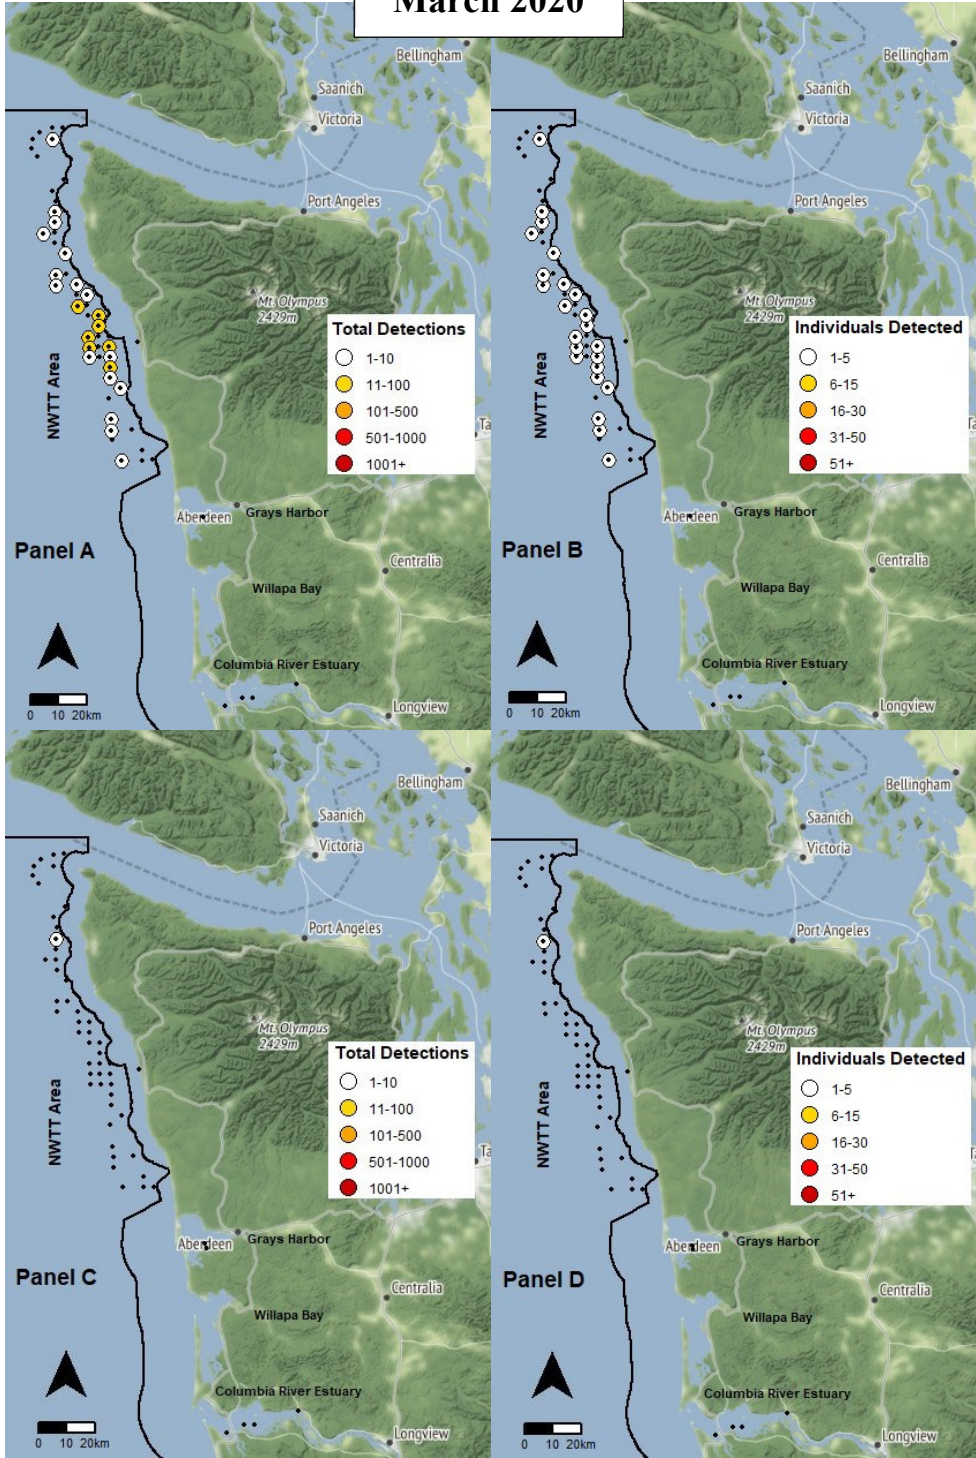 March 2020
Bellingham
Saanich
Victoria
Port Angeles
Mt. Olympus
2429m
Total Detections
1-10
11-100
101-500
501-1000
1001+
NWTT Area
Ta
Aberdeen
Grays Harbor
Panel A
Centralia
Willapa Bay
Columbia River Estuary
Longview
0 10 20km
Bellingham
Saanich
Victoria
Port Angeles
Mt. Olympus
2429m
Individuals Detected
1-5
6-15
16-30
31-50
51+
NWTT Area
Ta
Aberdeen
Grays Harbor
Panel B
Centralia
Willapa Bay
Columbia River Estuary
Longview
0 10 20km
Bellingham
Saanich
Victoria
Port Angeles
Mt. Olympus
2429m
Total Detections
1-10
11-100
101-500
501-1000
1001+
NWTT Area
Ta
Aberdeen
Grays Harbor
Panel C
Centralia
Willapa Bay
Columbia River Estuary
Longview
0 10 20km
Bellingham
Saanich
Victoria
Port Angeles
Mt. Olympus
2429m
Individuals Detected
1-5
6-15
16-30
31-50
51+
NWTT Area
Ta
Aberdeen
Grays Harbor
Panel D
Centralia
Willapa Bay
Columbia River Estuary
Longview
0 10 20km